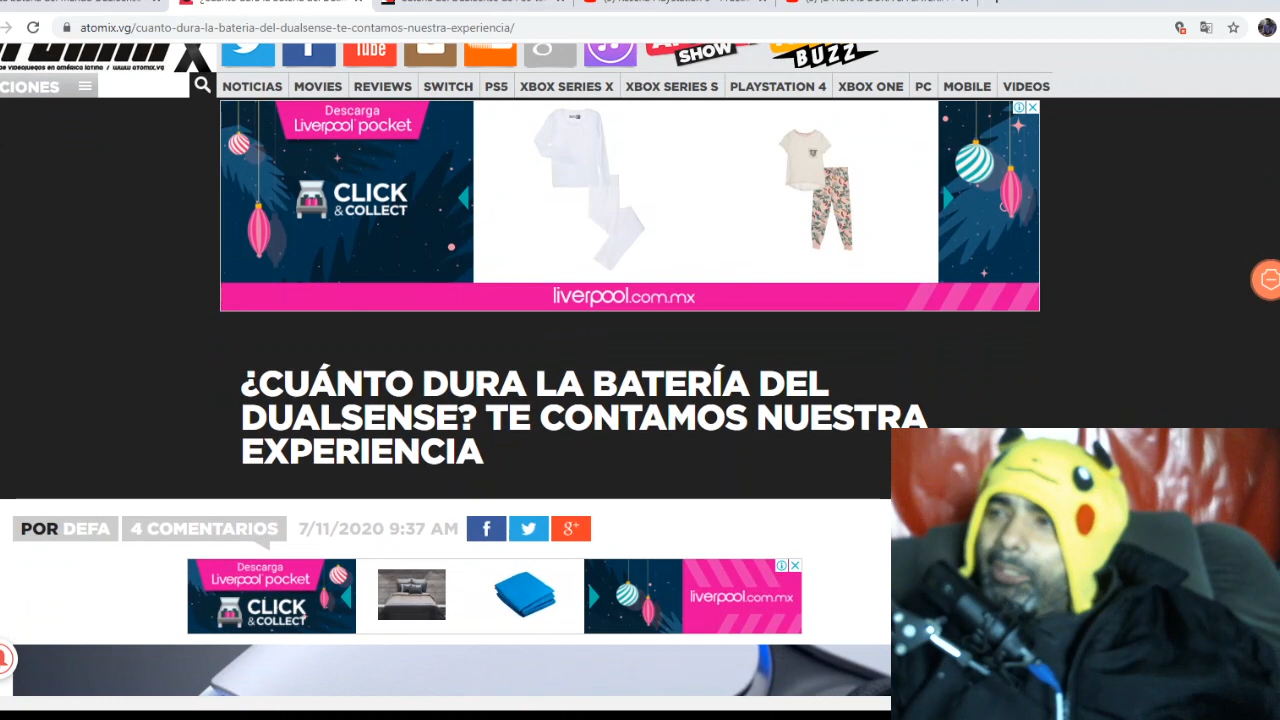 atomix.vg/cuanto-dura-la-bateria-del-dualsense-te-contamos-nuestra-experiencia/
SHOW
BUZZ
CIONES
NOTICIAS MOVIES REVIEWS SWITCH PS5 XBOX SERIES X XBOX SERIES S PLAYSTATION 4 XBOX ONE PC MOBILE VIDEOS
Descarga
Liverpool pocket
CLICK
& COLLECT
liverpool.com.mx
¿CUÁNTO DURA LA BATERÍA DEL
DUALSENSE? TE CONTAMOS NUESTRA
EXPERIENCIA
POR DEFA 4 COMENTARIOS 7/11/2020 9:37 AM
Descarga
Liverpool pocket
CLICK
& COLLECT
liverpool.com.mx